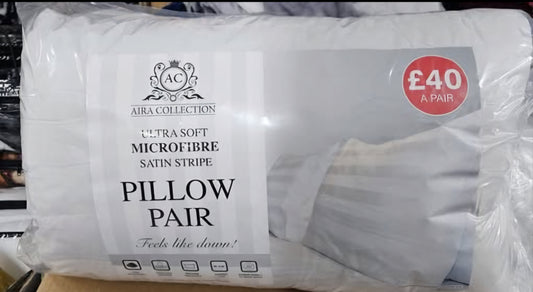 AC
AIRA COLLECTION
ULTRA SOFT
MICROFIBRE
SATIN STRIPE
PILLOW
PAIR
Feels like down!
£40
A PAIR